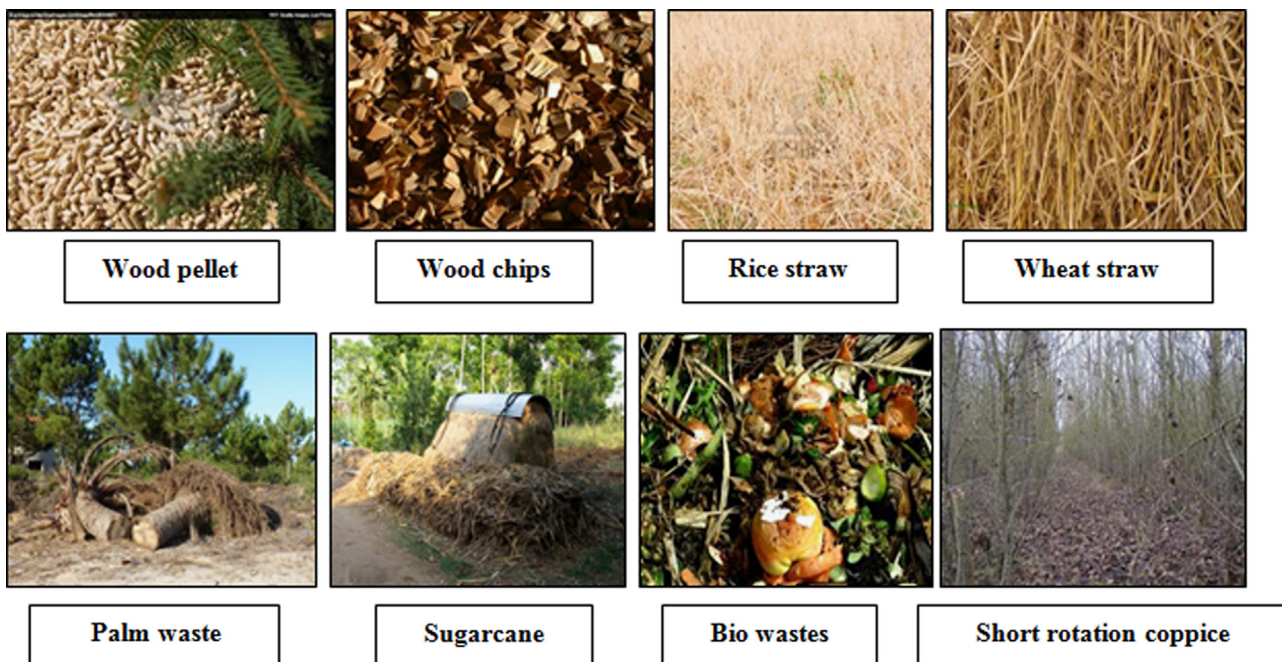 Wood pellet
Wood chips
Rice straw
Wheat straw
Palm waste
Sugarcane
Bio wastes
Short rotation coppice